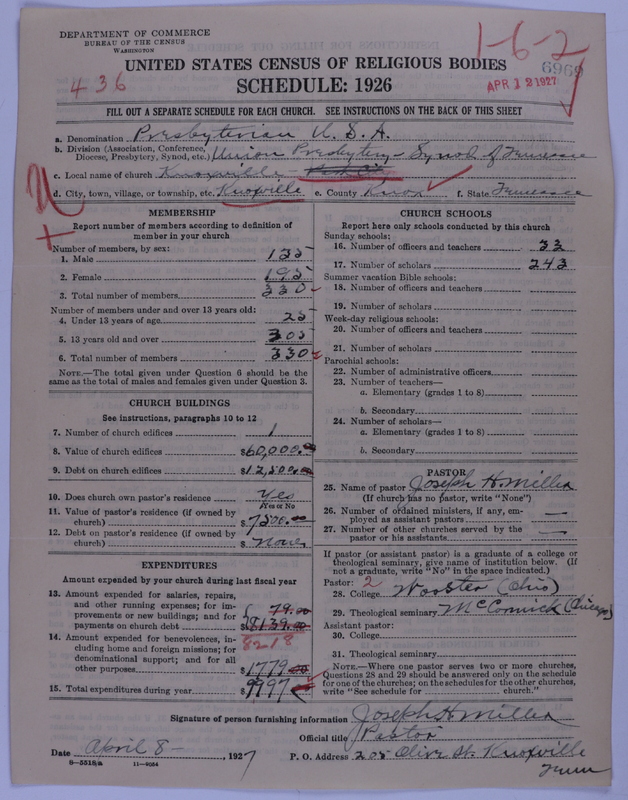 DEPARTMENT OF COMMERCE
BUREAU OF THE CENSUS
WASHINGTON
1-6-2
6969
APR 12 1927
436
UNITED STATES CENSUS OF RELIGIOUS BODIES
SCHEDULE: 1926
FILL OUT A SEPARATE SCHEDULE FOR EACH CHURCH. SEE INSTRUCTIONS ON THE BACK OF THIS SHEET
a. Denomination Presbyterian U.S.A.
b. Division (Association, Conference, Diocese, Presbytery, Synod, etc.) Union Presbytery - Synod of Tennessee
c. Local name of church Knoxville
d. City, town, village, or township, etc. Knoxville e. County Knox f. State Tennessee
MEMBERSHIP
Report number of members according to definition of
member in your church
Number of members, by sex:
1. Male 135
2. Female 195
3. Total number of members 330
Number of members under and over 13 years old:
4. Under 13 years of age 25
5. 13 years old and over 305
6. Total number of members 330
NOTE.—The total given under Question 6 should be
same as the total of males and females given under Question 3.
CHURCH BUILDINGS
See instructions, paragraphs 10 to 12
7. Number of church edifices 1
8. Value of church edifices $60,000.00
9. Debt on church edifices $12,500.00
10. Does church own pastor's residence Yes
Yes or No
11. Value of pastor's residence (if owned by
church) $7500.00
12. Debt on pastor's residence (if owned by
church) $ None
EXPENDITURES
Amount expended by your church during last fiscal year
13. Amount expended for salaries, repairs,
and other running expenses; for im-
provements or new buildings; and for
payments on church debt 79.00
$8139.00
8218
14. Amount expended for benevolences, in-
cluding home and foreign missions; for
denominational support; and for all
other purposes $1779.00
15. Total expenditures during year $9997
CHURCH SCHOOLS
Report here only schools conducted by this church
Sunday schools:
16. Number of officers and teachers 33
17. Number of scholars 243
Summer vacation Bible schools:
18. Number of officers and teachers
19. Number of scholars
Week-day religious schools:
20. Number of officers and teachers
21. Number of scholars
Parochial schools:
22. Number of administrative officers
23. Number of teachers—
a. Elementary (grades 1 to 8)
b. Secondary
24. Number of scholars—
a. Elementary (grades 1 to 8)
b. Secondary
PASTOR
25. Name of pastor Joseph H. Miller
(If church has no pastor, write "None")
26. Number of ordained ministers, if any, em-
ployed as assistant pastors —
27. Number of other churches served by the
pastor or his assistants —
If pastor (or assistant pastor) is a graduate of a college or
theological seminary, give name of institution below. (If
not a graduate, write "No" in the space indicated.)
Pastor: 2
28. College Wooster (Ohio)
29. Theological seminary McCormick (Chicago)
Assistant pastor:
30. College
31. Theological seminary
NOTE.—Where one pastor serves two or more churches,
Questions 28 and 29 should be answered only on the schedule
for one of the churches; on the schedules for the other churches,
write "See schedule for church."
Signature of person furnishing information Joseph H. Miller
Official title Pastor
Date April 8 - , 1927 P. O. Address 205 Olive St. Knoxville
Tenn
8—5518a 11—9054